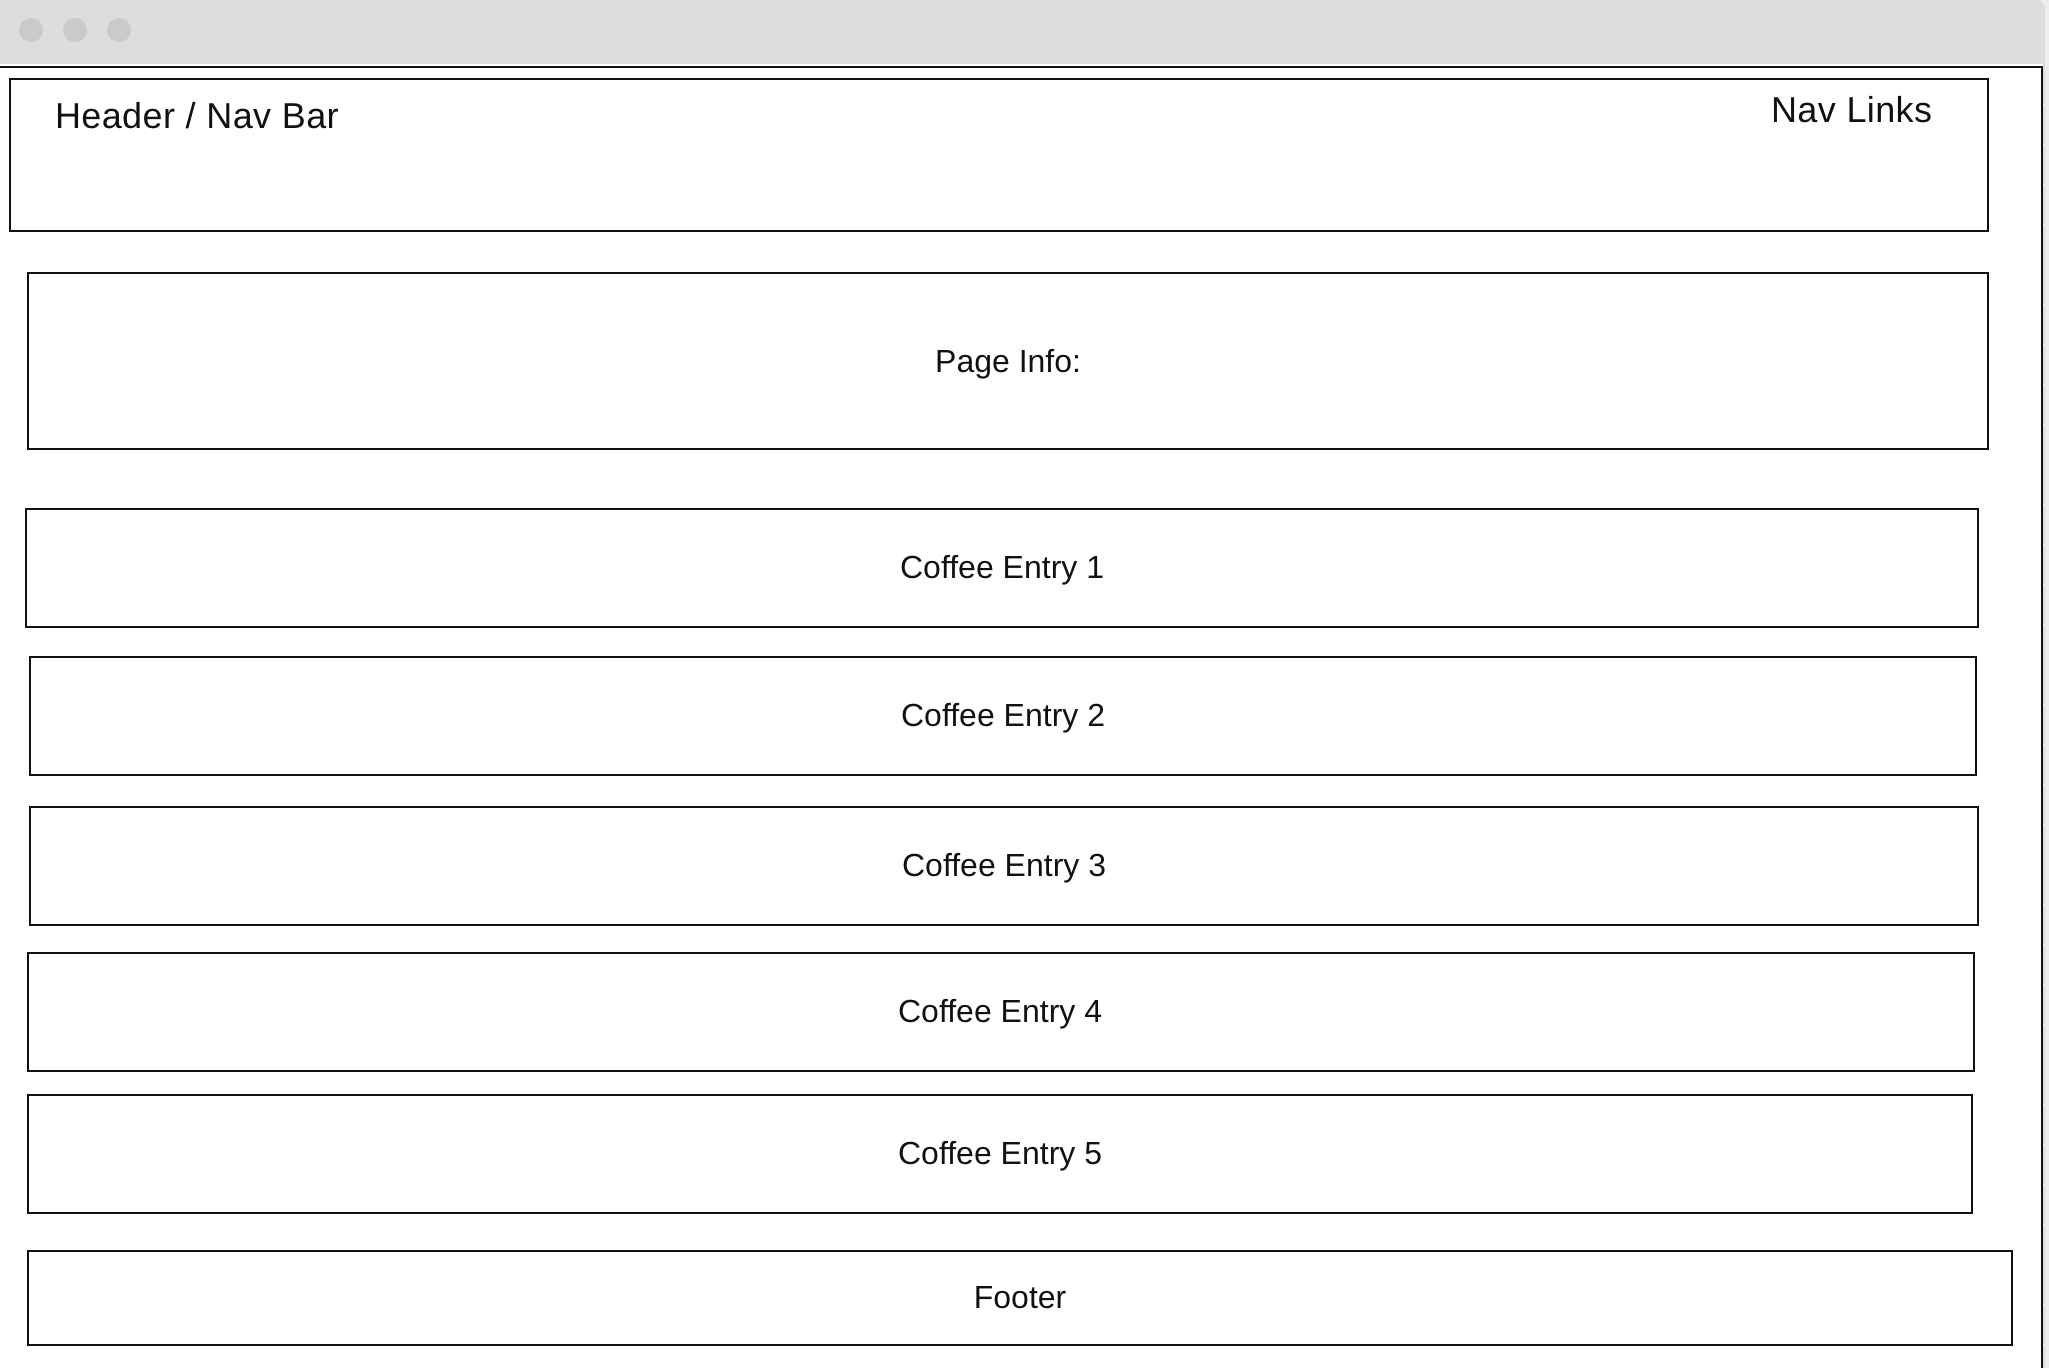 Header / Nav Bar
Nav Links
Page Info:
Coffee Entry 1
Coffee Entry 2
Coffee Entry 3
Coffee Entry 4
Coffee Entry 5
Footer